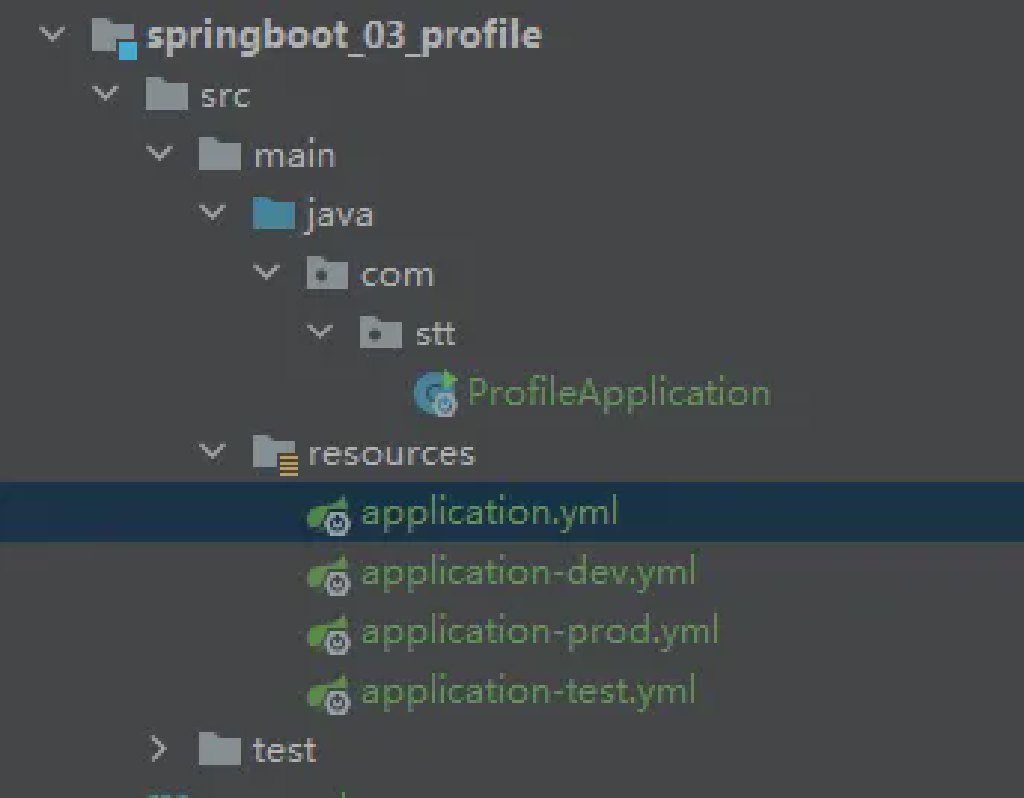 springboot_03_profile
src
main
java
com
stt
ProfileApplication
resources
application.yml
application-dev.yml
application-prod.yml
application-test.yml
test